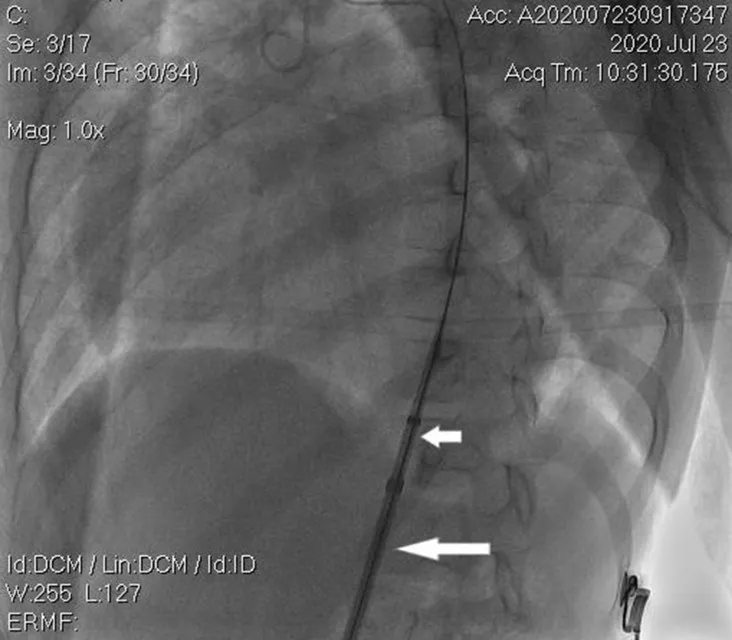 C:
Se: 3/17
Im: 3/34 (Fr: 30/34)
Mag: 1.0x
Acc: A202007230917347
2020 Jul 23
Acq Tm: 10:31:30.175
Id:DCM / Lin:DCM / Id:ID
W:255 L:127
ERMF: